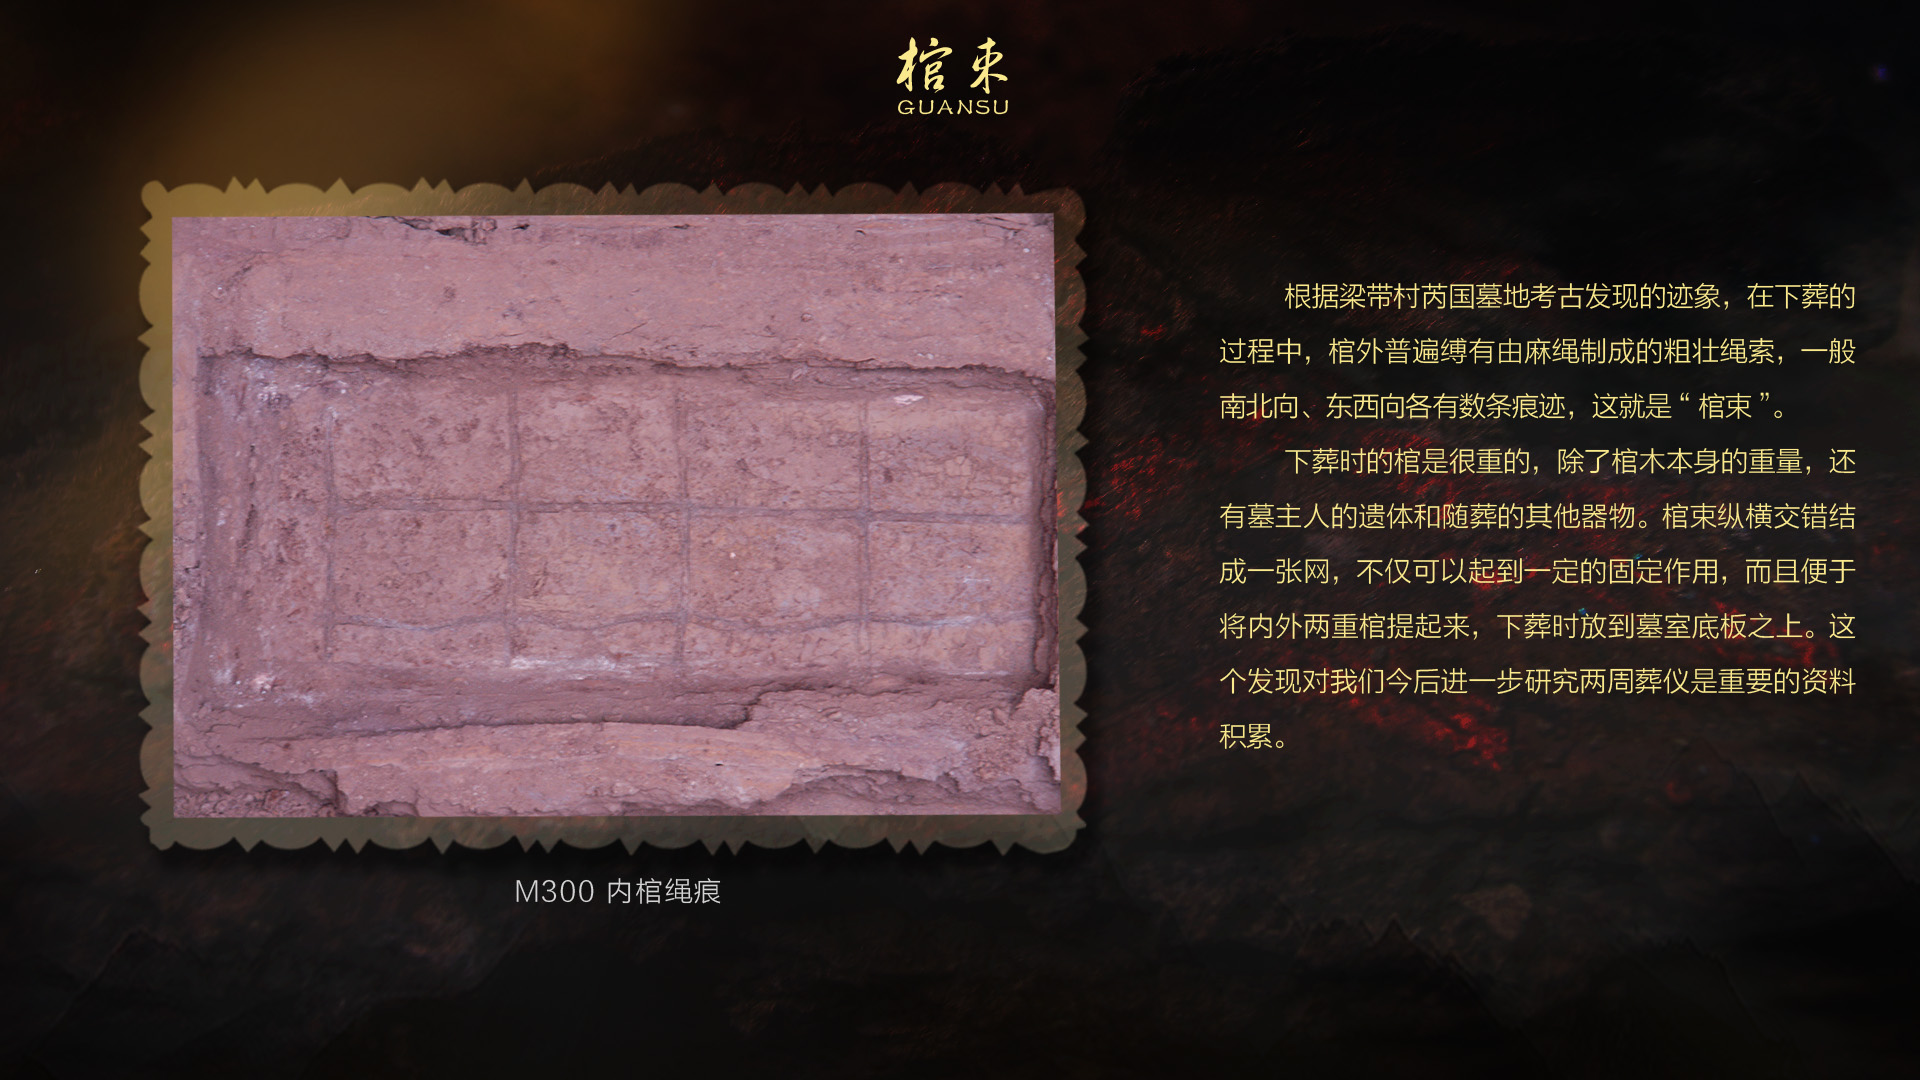 棺束
GUANSU
根据梁带村芮国墓地考古发现的迹象，在下葬的
过程中，棺外普遍缚有由麻绳制成的粗壮绳索，一般
南北向、东西向各有数条痕迹，这就是“棺束”。
下葬时的棺是很重的，除了棺木本身的重量，还
有墓主人的遗体和随葬的其他器物。棺束纵横交错结
成一张网，不仅可以起到一定的固定作用，而且便于
将内外两重棺提起来，下葬时放到墓室底板之上。这
个发现对我们今后进一步研究两周葬仪是重要的资料
积累。
M300 内棺绳痕